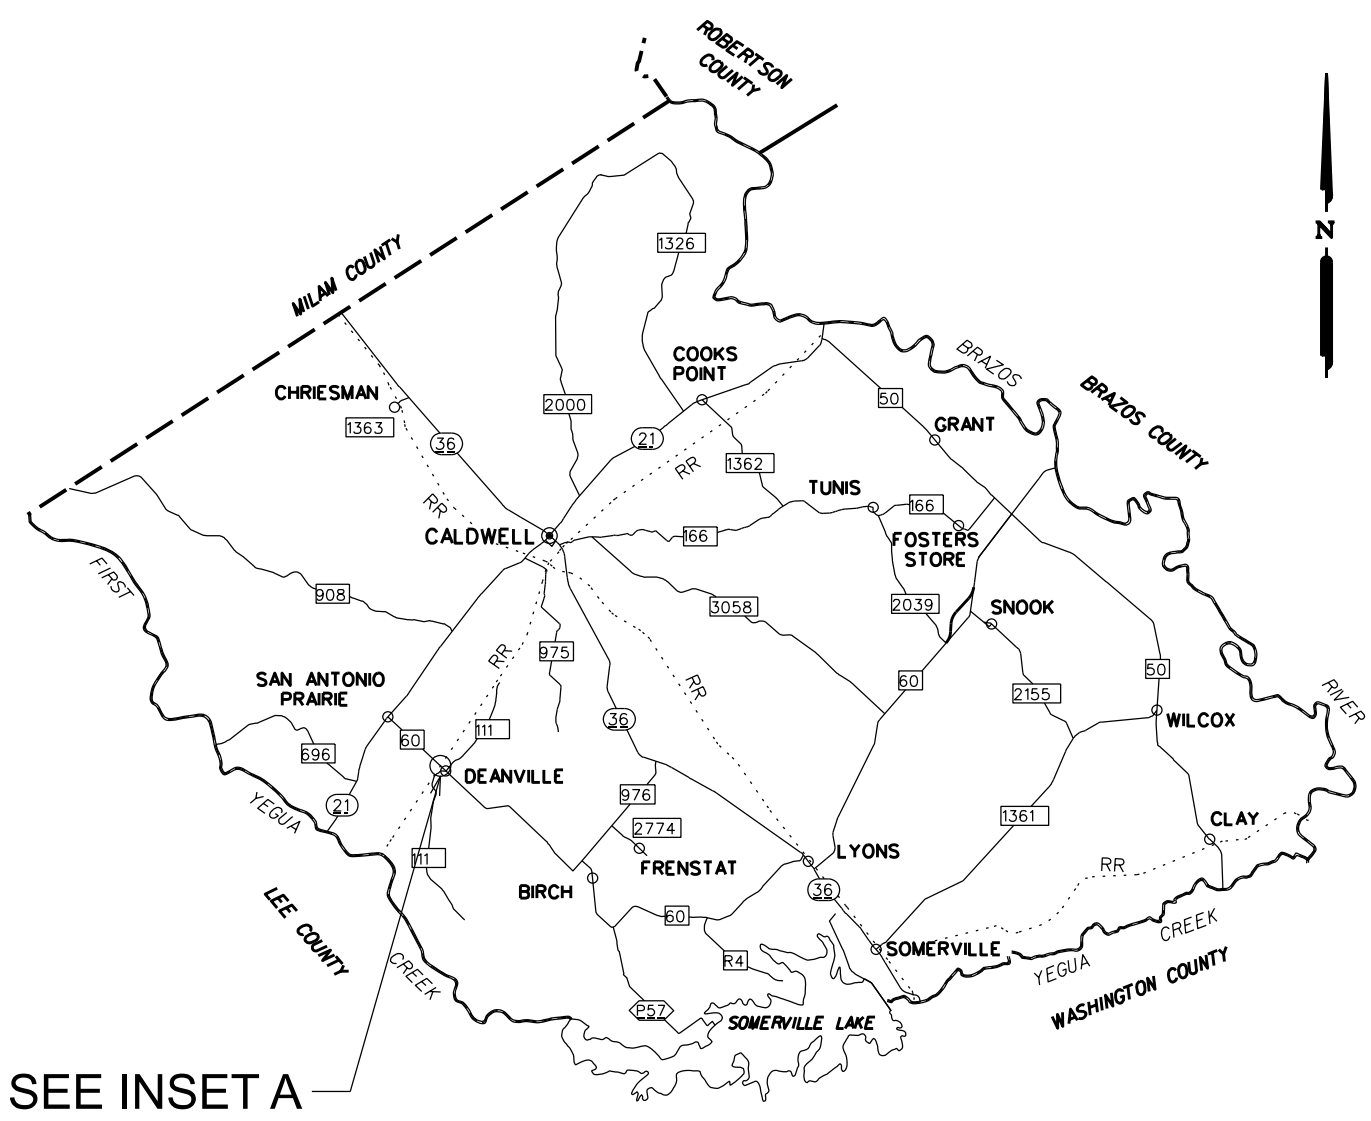 ROBERTSON
COUNTY
N
1326
MILAM COUNTY
COOKS
POINT
BRAZOS
BRAZOS COUNTY
CHRIESMAN
1363
36
2000
21
50
GRANT
RR
1362
TUNIS
RR
166
CALDWELL
166
FOSTERS
STORE
FIRST
908
3058
2039
SNOOK
975
RR
SAN ANTONIO
PRAIRIE
RR
60
2155
50
RIVER
36
111
WILCOX
60
696
DEANVILLE
976
21
YEGUA
2774
1361
CLAY
111
FRENSTAT
LYONS
RR
BIRCH
36
LEE COUNTY
60
CREEK
SOMERVILLE
R4
CREEK
YEGUA
WASHINGTON COUNTY
P57
SOMERVILLE LAKE
SEE INSET A